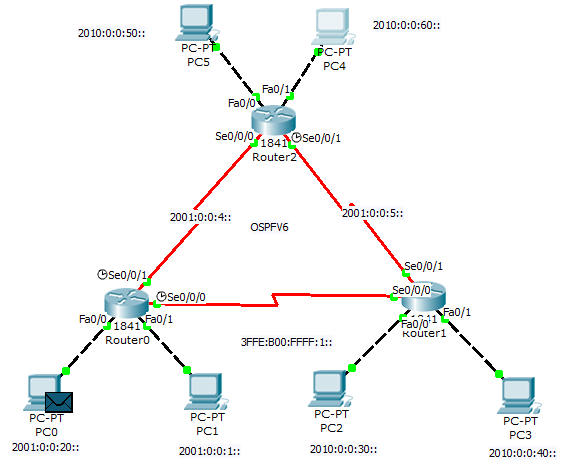 2010:0:0:50::
PC-PT
PC5
2010:0:0:60::
PC-PT
PC4
Fa0/0
Fa0/1
Se0/0/0
Se0/0/1
1841
Router2
2001:0:0:4::
2001:0:0:5::
OSPFV6
Se0/0/1
Se0/0/0
Fa0/0
Fa0/1
1841
Router0
Se0/0/1
Se0/0/0
Fa0/0
Fa0/1
1841
Router1
3FFE:B00:FFFF:1::
PC-PT
PC0
2001:0:0:20::
PC-PT
PC1
2001:0:0:1::
PC-PT
PC2
2010:0:0:30::
PC-PT
PC3
2010:0:0:40::